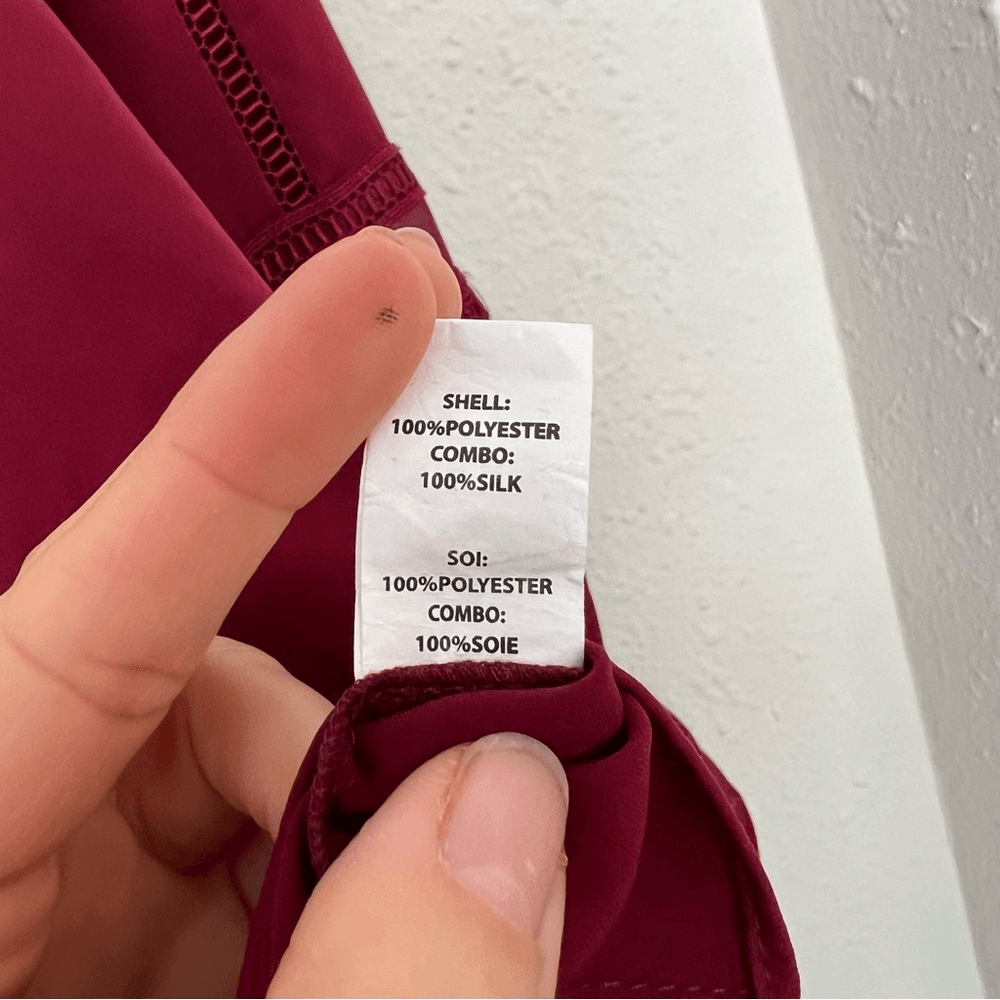 SHELL:
100%POLYESTER
COMBO:
100%SILK
SOI:
100%POLYESTER
COMBO:
100%SOIE